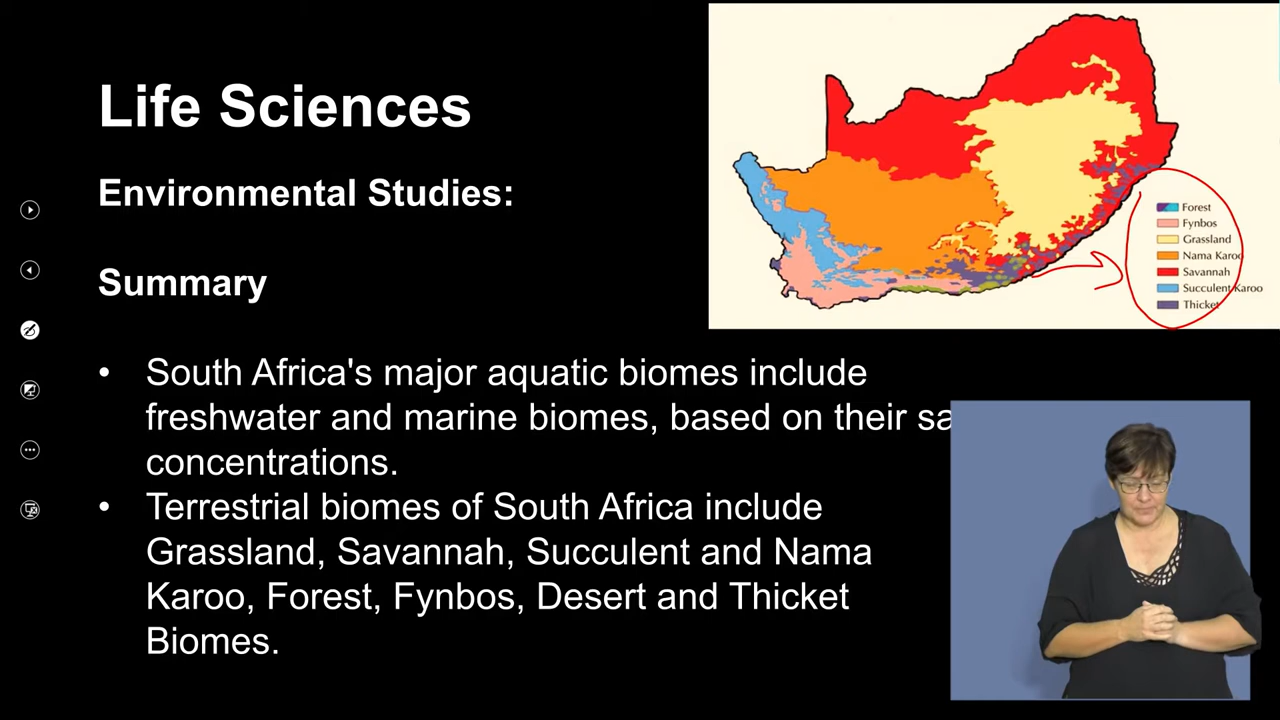 Life Sciences
Environmental Studies:
Summary
• South Africa's major aquatic biomes include
freshwater and marine biomes, based on their
concentrations.
• Terrestrial biomes of South Africa include
Grassland, Savannah, Succulent and Nama
Karoo, Forest, Fynbos, Desert and Thicket
Biomes.
Forest
Fynbos
Grassland
Nama Karoo
Savannah
Succulent Karoo
Thicket